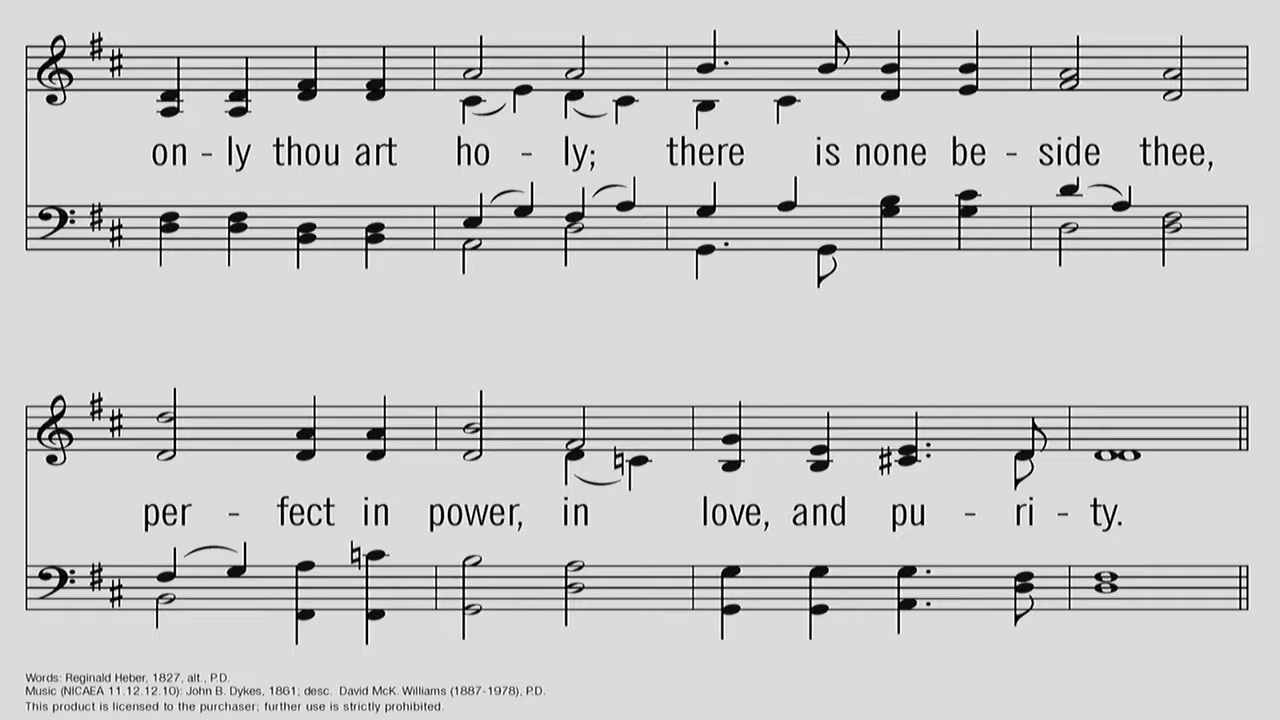 on - ly thou art ho - ly; there is none be - side thee,
per - fect in power, in love, and pu - ri - ty.
Words: Reginald Heber, 1827, alt., P.D.
Music (NICAEA 11.12.12.10): John B. Dykes, 1861; desc. David McK. Williams (1887-1978), P.D.
This product is licensed to the purchaser; further use is strictly prohibited.